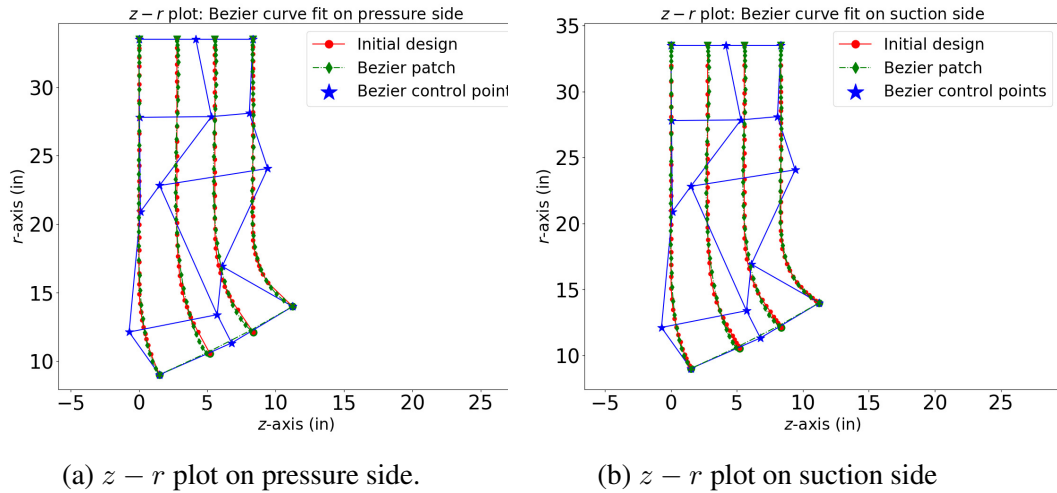 z − r plot: Bezier curve fit on pressure side
Initial design
Bezier patch
Bezier control point
30
25
20
15
10
r-axis (in)
−5 0 5 10 15 20 25
z-axis (in)
(a) z − r plot on pressure side.
z − r plot: Bezier curve fit on suction side
Initial design
Bezier patch
Bezier control points
35
30
25
20
15
10
r-axis (in)
−5 0 5 10 15 20 25
z-axis (in)
(b) z − r plot on suction side